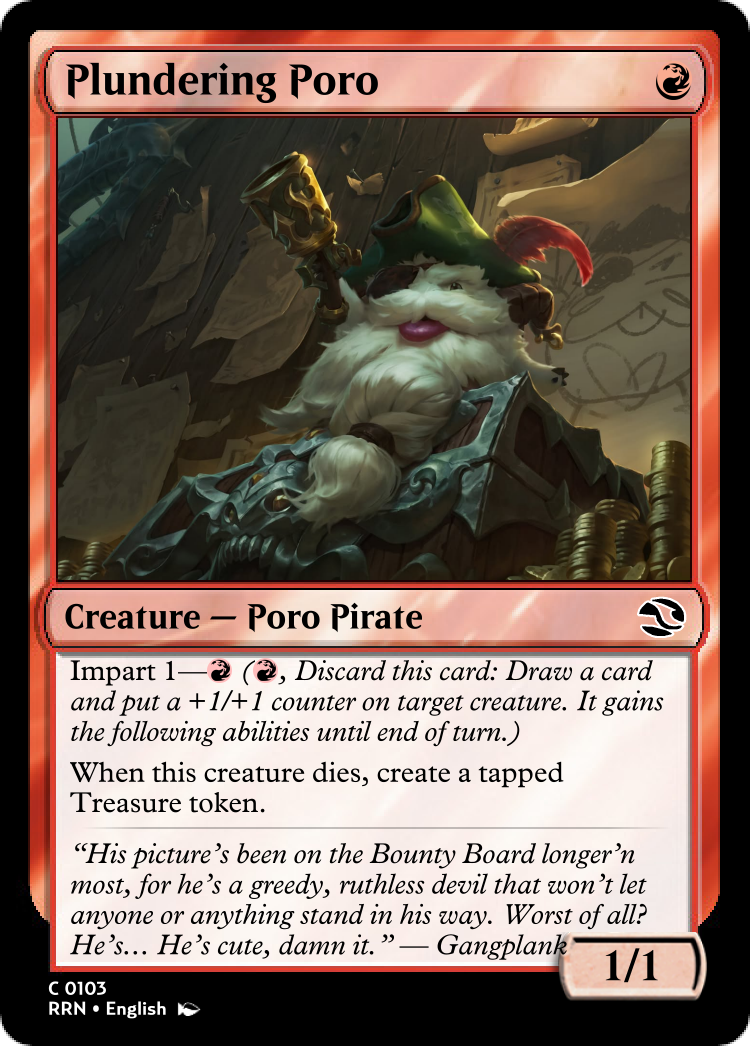 Plundering Poro
Creature — Poro Pirate
Impart 1— (, Discard this card: Draw a card
and put a +1/+1 counter on target creature. It gains
the following abilities until end of turn.)
When this creature dies, create a tapped
Treasure token.
“His picture’s been on the Bounty Board longer’n
most, for he’s a greedy, ruthless devil that won’t let
anyone or anything stand in his way. Worst of all?
He’s… He’s cute, damn it.” — Gangplank
1/1
C 0103
RRN • English